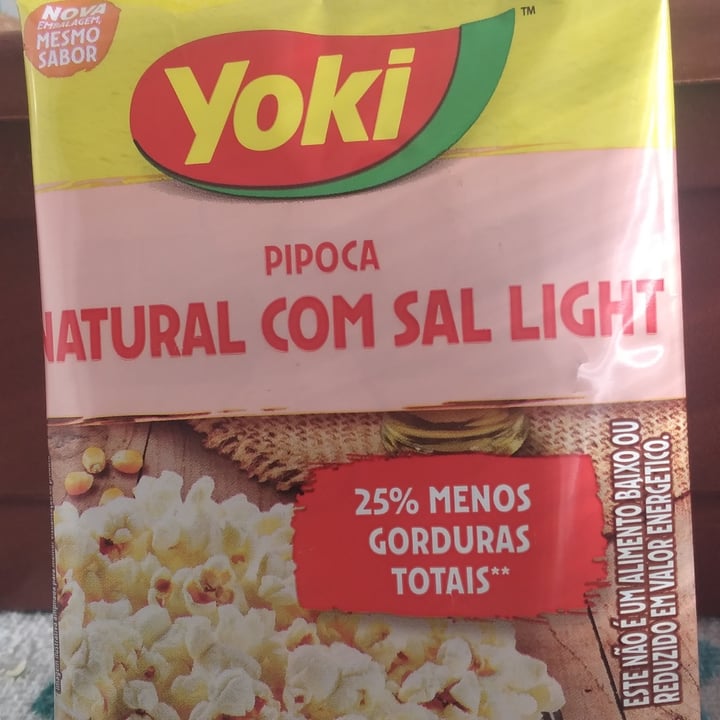 NOVA
EMBALAGEM,
MESMO
SABOR
Yoki
TM
PIPOCA
NATURAL COM SAL LIGHT
25% MENOS
GORDURAS
TOTAIS**
ESTE NÃO É UM ALIMENTO BAIXO OU
REDUZIDO EM VALOR ENERGÉTICO.